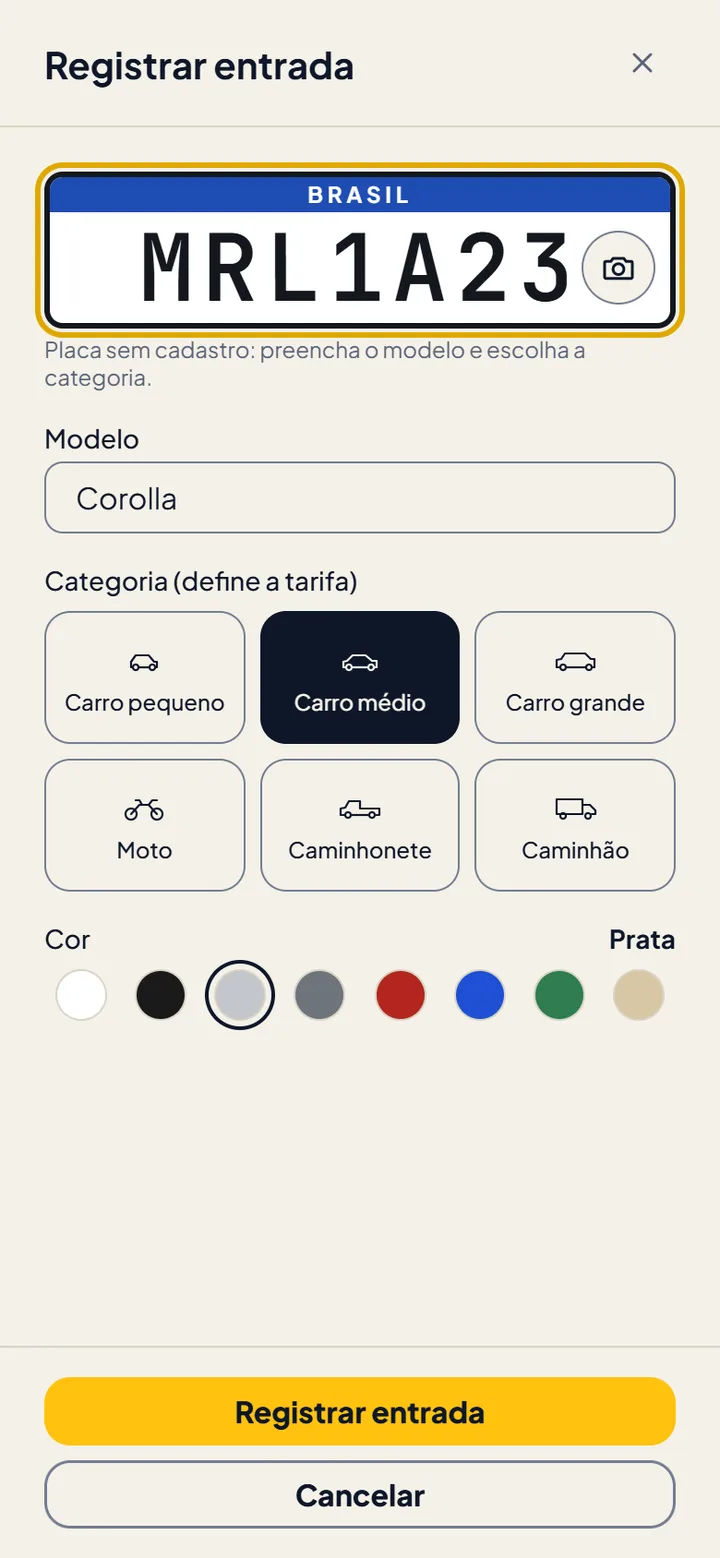 Registrar entrada
BRASIL
MRL1A23
Placa sem cadastro: preencha o modelo e escolha a
categoria.
Modelo
Corolla
Categoria (define a tarifa)
Carro pequeno
Carro médio
Carro grande
Moto
Caminhonete
Caminhão
Cor
Prata
Registrar entrada
Cancelar